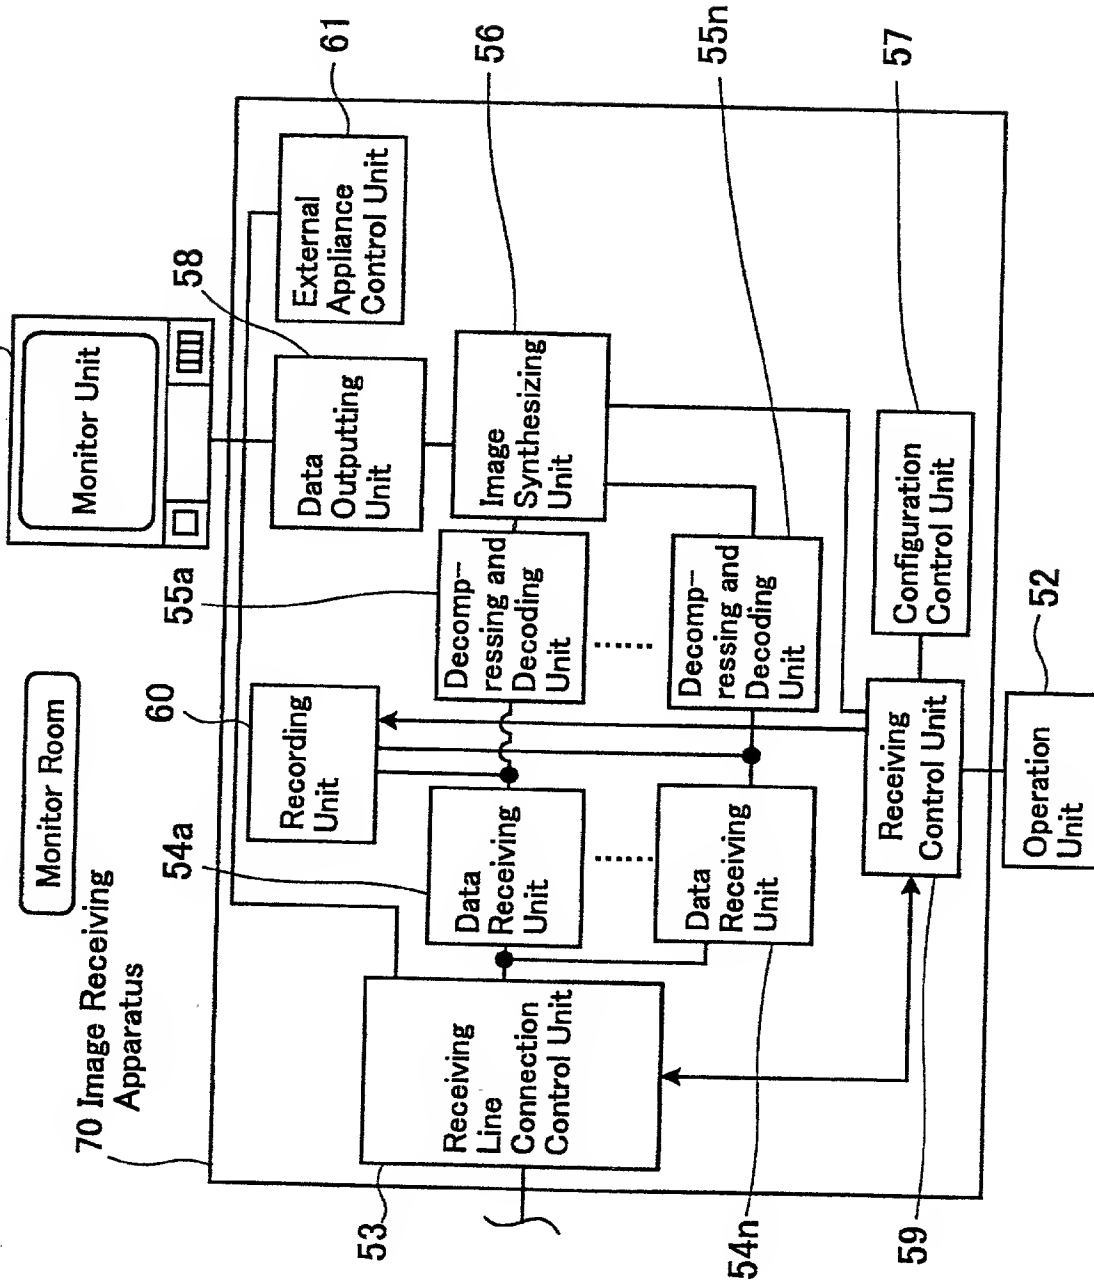 Monitor Room
70 Image Receiving
Apparatus
Monitor Unit
53
Receiving
Line
Connection
Control Unit
54a
Data
Receiving
Unit
54n
Data
Receiving
Unit
60
Recording
Unit
55a
Decomp-
ressing and
Decoding
Unit
55n
Decomp-
ressing and
Decoding
Unit
58
Data
Outputting
Unit
56
Image
Synthesizing
Unit
61
External
Appliance
Control Unit
59
Receiving
Control Unit
57
Configuration
Control Unit
52
Operation
Unit